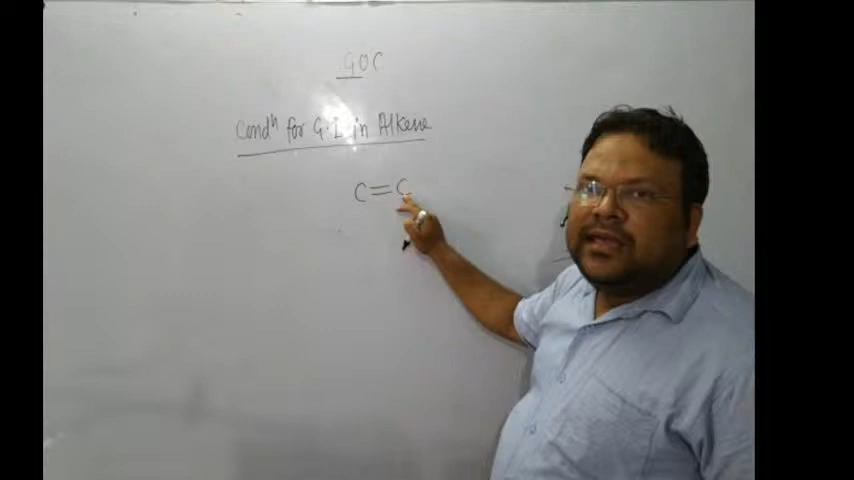 GOC
Condⁿ for G.I in Alkene
C=C